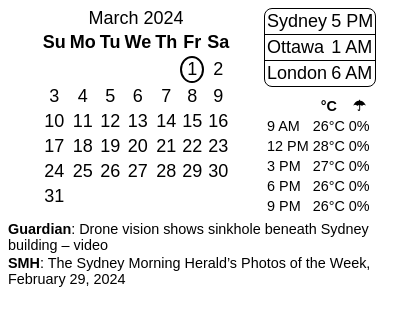 March 2024
Su Mo Tu We Th Fr Sa
1 2
3 4 5 6 7 8 9
10 11 12 13 14 15 16
17 18 19 20 21 22 23
24 25 26 27 28 29 30
31
Sydney 5 PM
Ottawa 1 AM
London 6 AM
°C ☂
9 AM 26°C 0%
12 PM 28°C 0%
3 PM 27°C 0%
6 PM 26°C 0%
9 PM 26°C 0%
Guardian: Drone vision shows sinkhole beneath Sydney
building – video
SMH: The Sydney Morning Herald’s Photos of the Week,
February 29, 2024